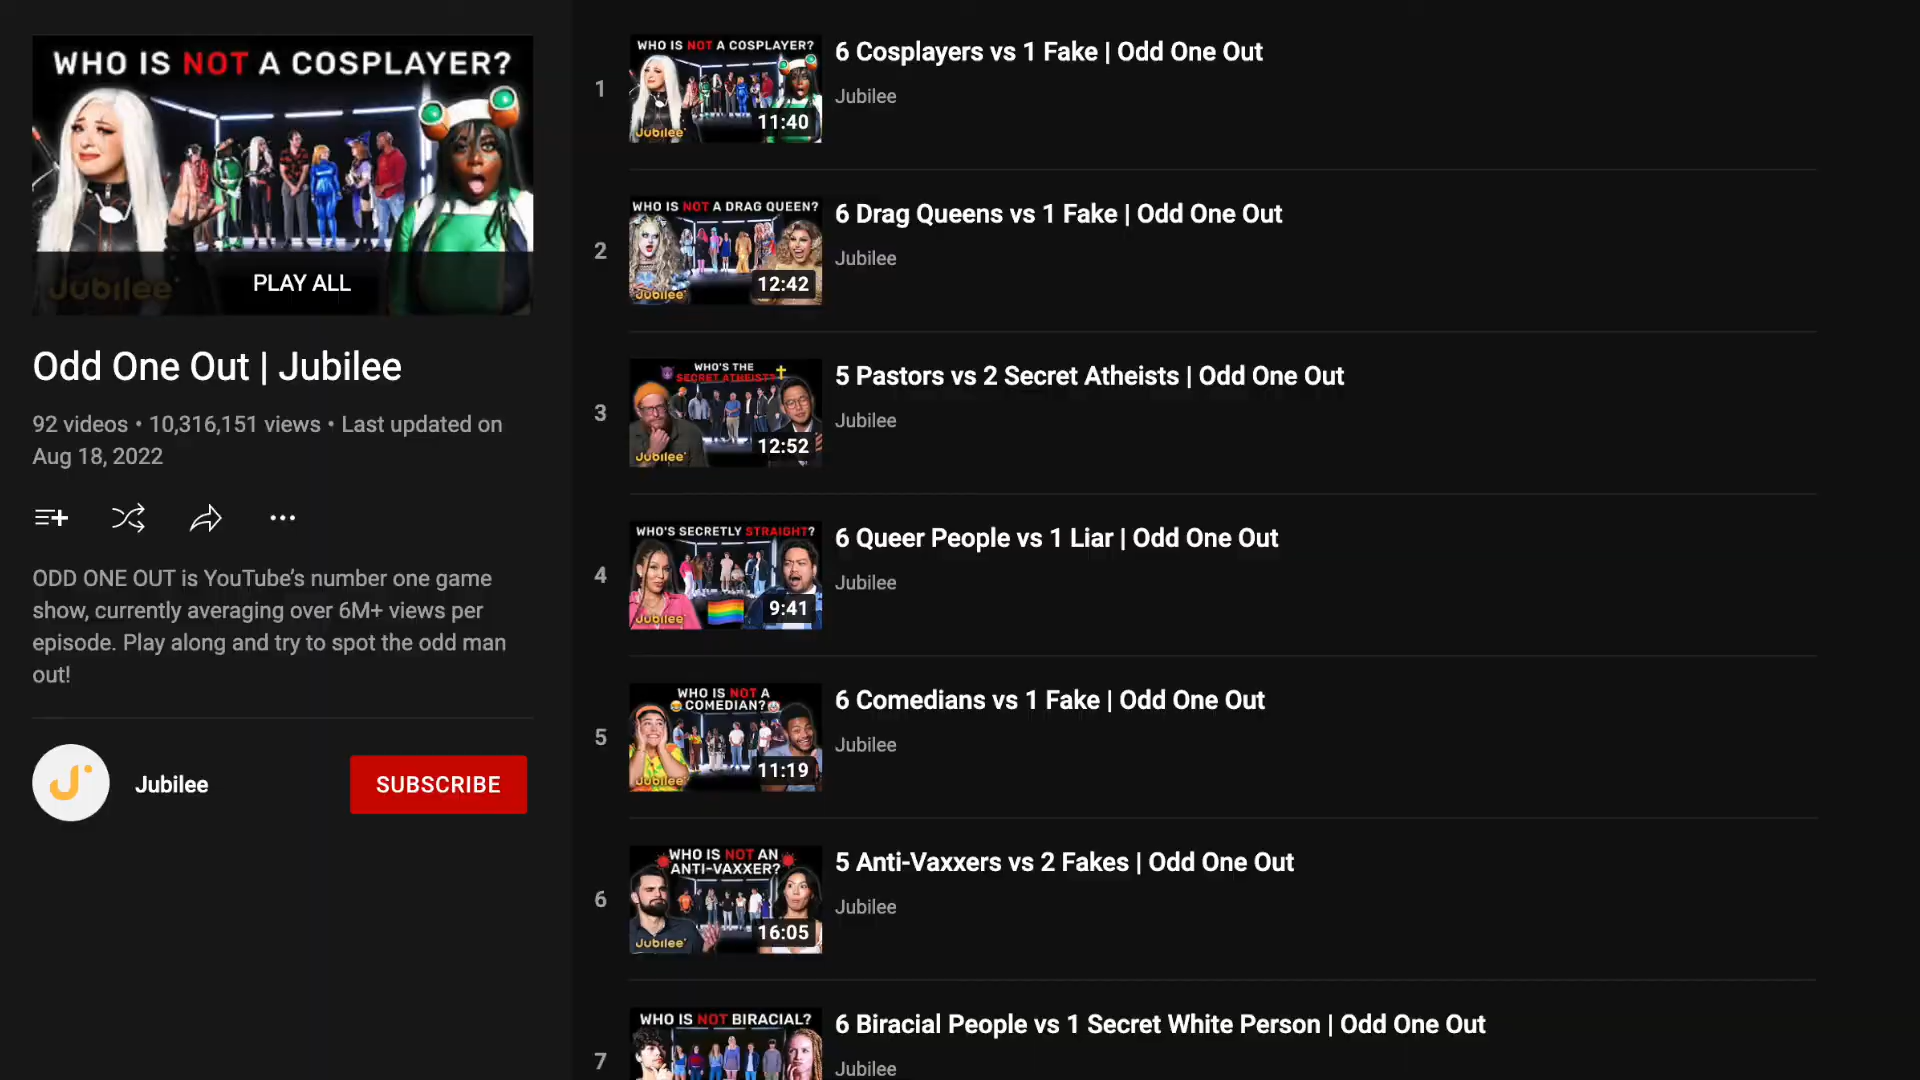 WHO IS NOT A COSPLAYER?
Jubilee
PLAY ALL
Odd One Out | Jubilee
92 videos • 10,316,151 views • Last updated on
Aug 18, 2022
ODD ONE OUT is YouTube’s number one game
show, currently averaging over 6M+ views per
episode. Play along and try to spot the odd man
out!
Jubilee
SUBSCRIBE
1
WHO IS NOT A COSPLAYER?
Jubilee
11:40
6 Cosplayers vs 1 Fake | Odd One Out
Jubilee
2
WHO IS NOT A DRAG QUEEN?
Jubilee
12:42
6 Drag Queens vs 1 Fake | Odd One Out
Jubilee
3
WHO'S THE
SECRET ATHEIST?
Jubilee
12:52
5 Pastors vs 2 Secret Atheists | Odd One Out
Jubilee
4
WHO'S SECRETLY STRAIGHT?
Jubilee
9:41
6 Queer People vs 1 Liar | Odd One Out
Jubilee
5
WHO IS NOT A
COMEDIAN?
Jubilee
11:19
6 Comedians vs 1 Fake | Odd One Out
Jubilee
6
WHO IS NOT AN
ANTI-VAXXER?
Jubilee
16:05
5 Anti-Vaxxers vs 2 Fakes | Odd One Out
Jubilee
7
WHO IS NOT BIRACIAL?
6 Biracial People vs 1 Secret White Person | Odd One Out
Jubilee